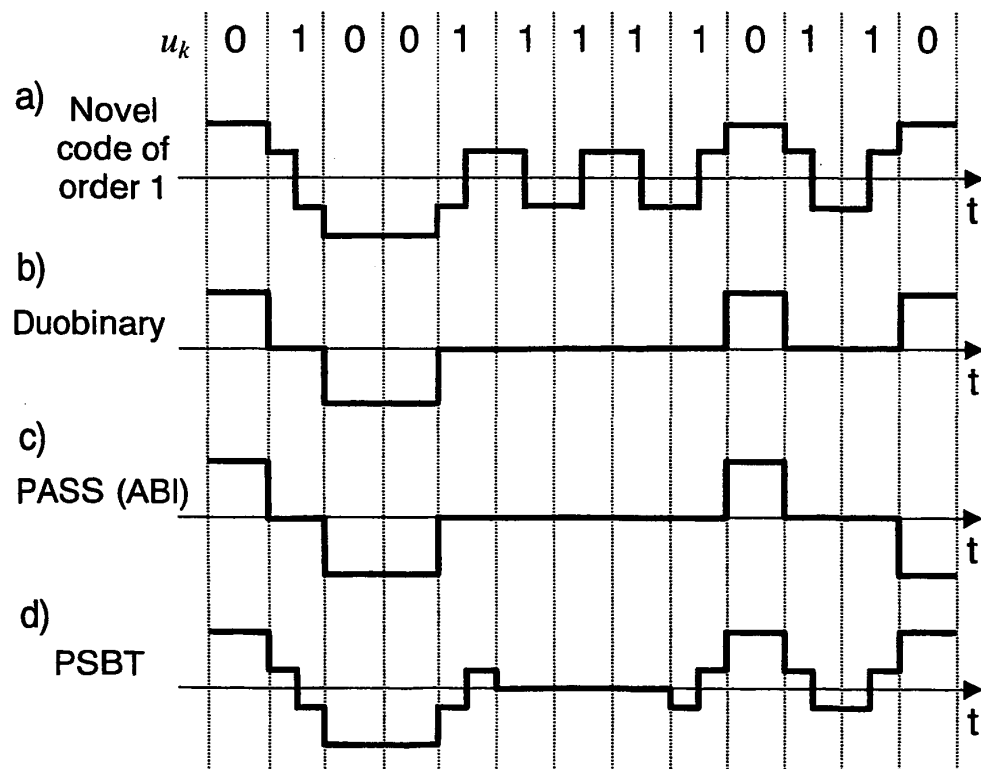 u_k 0 1 0 0 1 1 1 1 1 0 1 1 0
a) Novel
code of
order 1
t
b)
Duobinary
t
c)
PASS (ABI)
t
d)
PSBT
t